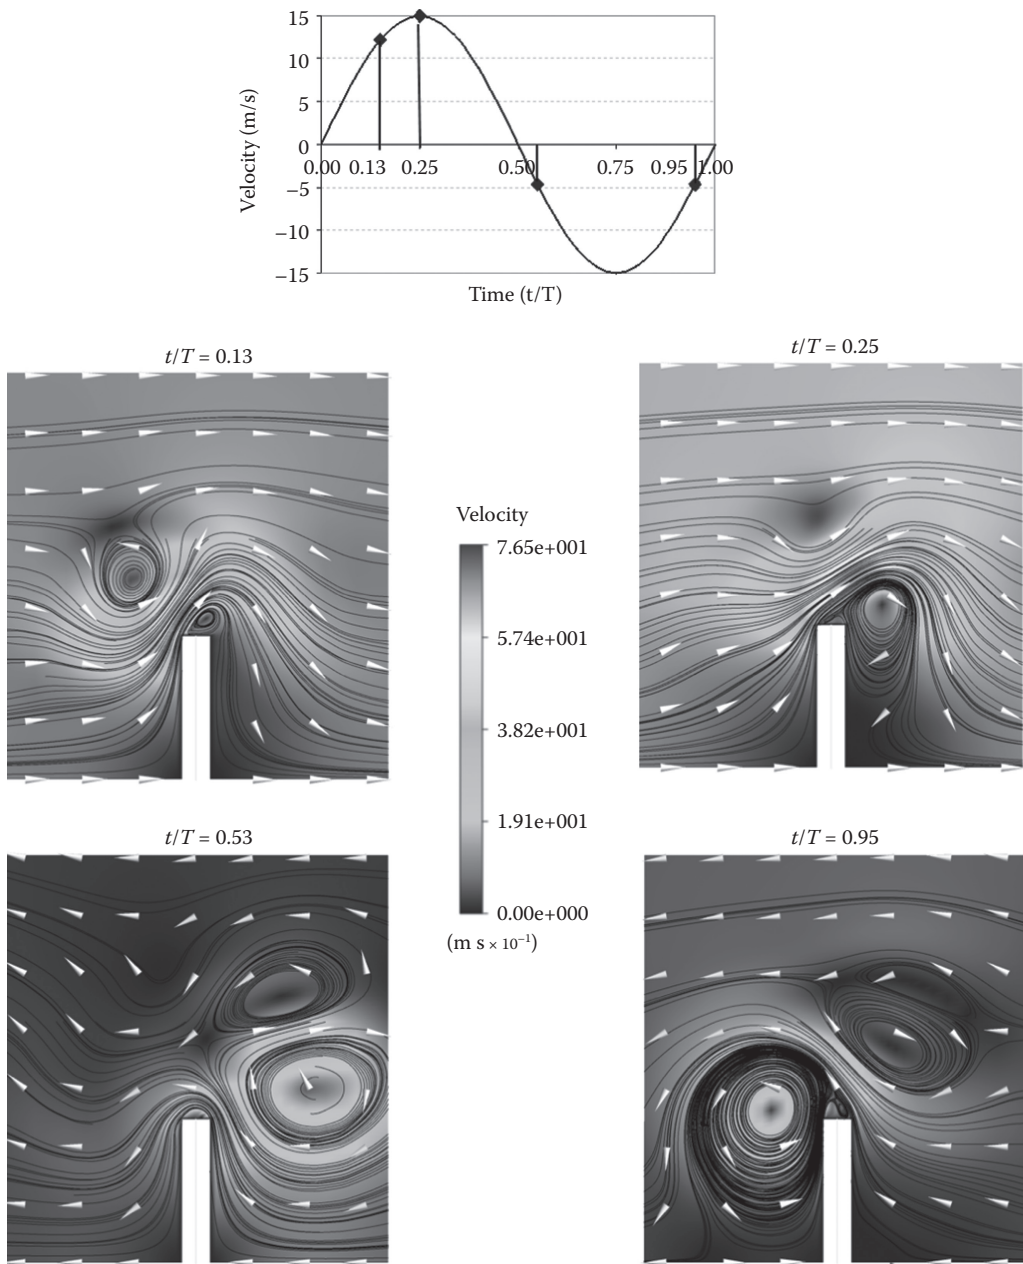 15
10
5
0
−5
−10
−15
Velocity (m/s)
0.00 0.13 0.25 0.50 0.75 0.95 1.00
Time (t/T)
t/T = 0.13
t/T = 0.25
Velocity
7.65e+001
5.74e+001
3.82e+001
1.91e+001
0.00e+000
(m s × 10⁻¹)
t/T = 0.53
t/T = 0.95